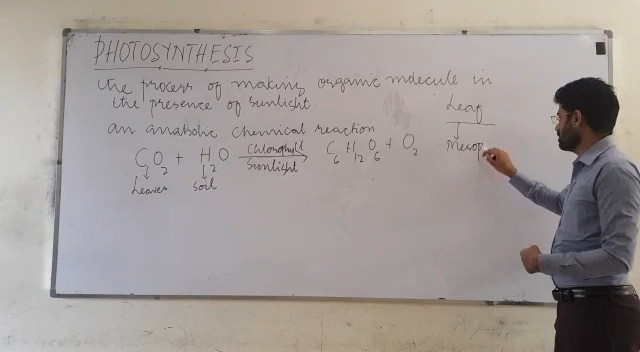 PHOTOSYNTHESIS
the process of making organic molecule in
the presence of sunlight.
an anabolic chemical reaction
CO2 + H2O Chlorophyll Sunlight C6H12O6 + O2
Leaves Soil
Leaf
Mesop